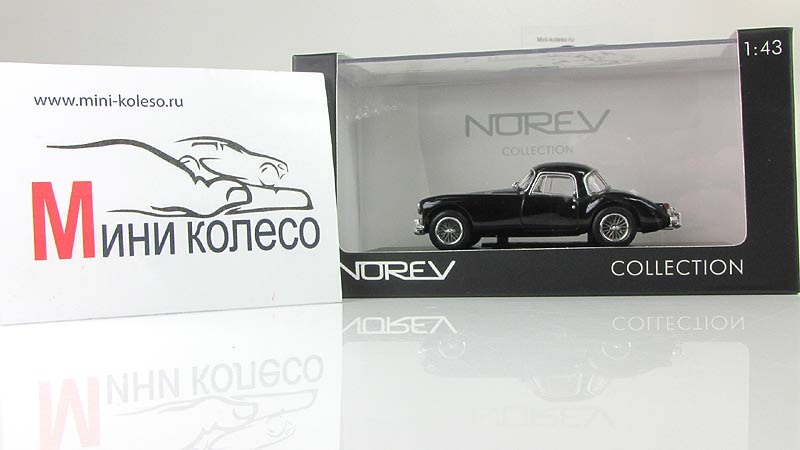 www.mini-koleso.ru
Мини колесо
Mini-koleso.ru
1:43
NOREV
COLLECTION
NOREV
COLLECTION